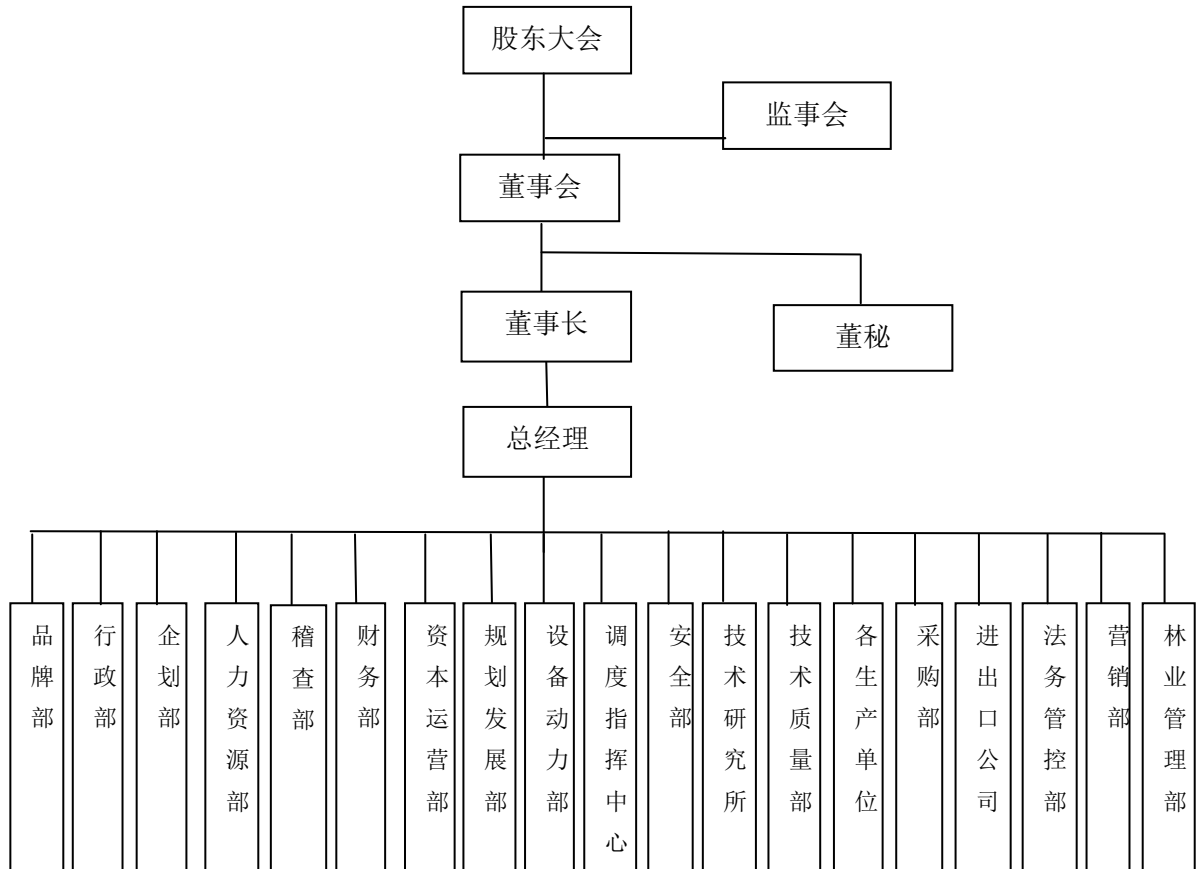 股东大会
监事会
董事会
董事长
董秘
总经理
品牌部
行政部
企划部
人力资源部
稽查部
财务部
资本运营部
规划发展部
设备动力部
调度指挥中心
安全部
技术研究所
技术质量部
各生产单位
采购部
进出口公司
法务管控部
营销部
林业管理部